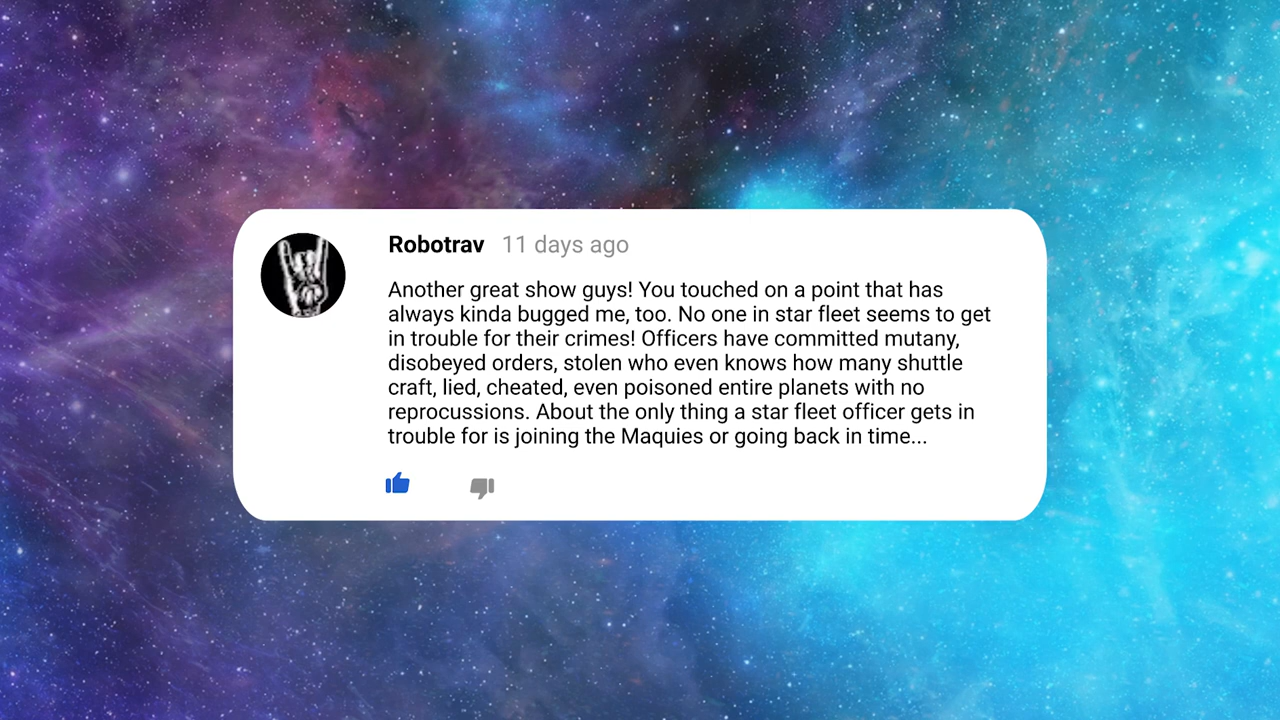 Robotrav 11 days ago
Another great show guys! You touched on a point that has
always kinda bugged me, too. No one in star fleet seems to get
in trouble for their crimes! Officers have committed mutany,
disobeyed orders, stolen who even knows how many shuttle
craft, lied, cheated, even poisoned entire planets with no
reprocussions. About the only thing a star fleet officer gets in
trouble for is joining the Maquies or going back in time...